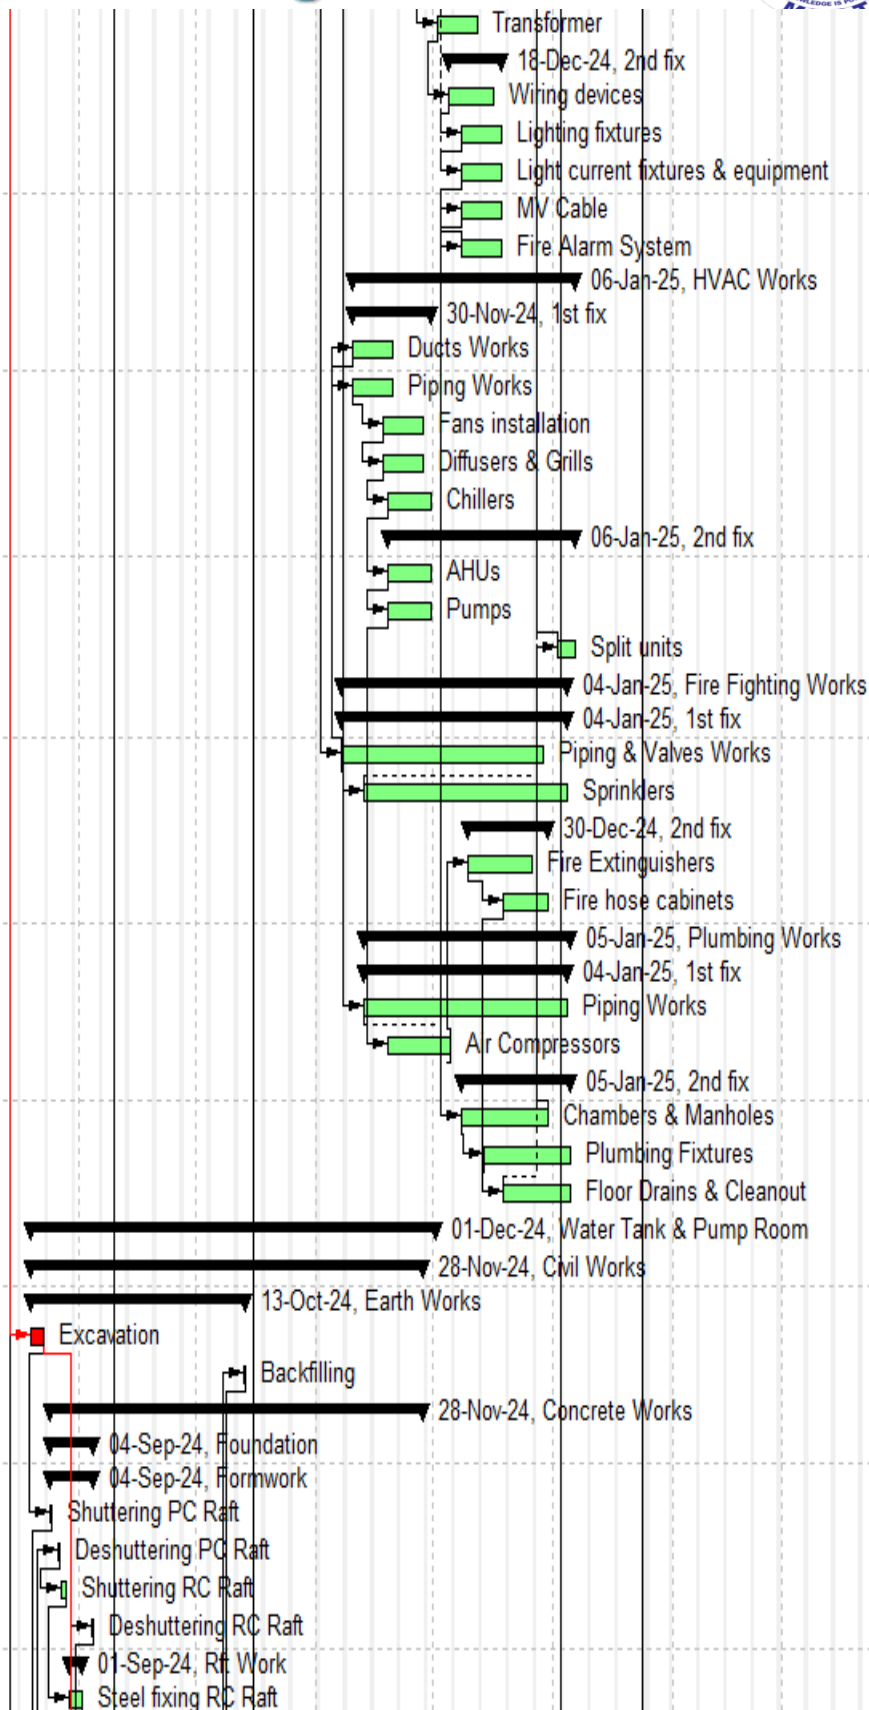 Transformer
18-Dec-24, 2nd fix
Wiring devices
Lighting fixtures
Light current fixtures & equipment
MV Cable
Fire Alarm System
06-Jan-25, HVAC Works
30-Nov-24, 1st fix
Ducts Works
Piping Works
Fans installation
Diffusers & Grills
Chillers
06-Jan-25, 2nd fix
AHUs
Pumps
Split units
04-Jan-25, Fire Fighting Works
04-Jan-25, 1st fix
Piping & Valves Works
Sprinklers
30-Dec-24, 2nd fix
Fire Extinguishers
Fire hose cabinets
05-Jan-25, Plumbing Works
04-Jan-25, 1st fix
Piping Works
Air Compressors
05-Jan-25, 2nd fix
Chambers & Manholes
Plumbing Fixtures
Floor Drains & Cleanout
01-Dec-24, Water Tank & Pump Room
28-Nov-24, Civil Works
13-Oct-24, Earth Works
Excavation
Backfilling
28-Nov-24, Concrete Works
04-Sep-24, Foundation
04-Sep-24, Formwork
Shuttering PC Raft
Deshuttering PC Raft
Shuttering RC Raft
Deshuttering RC Raft
01-Sep-24, Rft Work
Steel fixing RC Raft